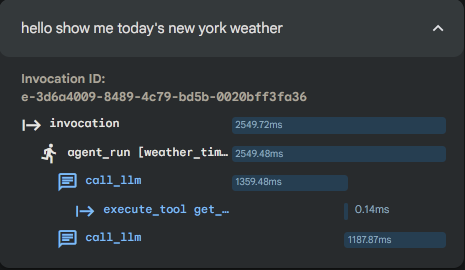 hello show me today's new york weather
Invocation ID:
e-3d6a4009-8489-4c79-bd5b-0020bff3fa36
invocation 2549.72ms
agent_run [weather_tim… 2549.48ms
call_llm 1359.48ms
execute_tool get_… 0.14ms
call_llm 1187.87ms